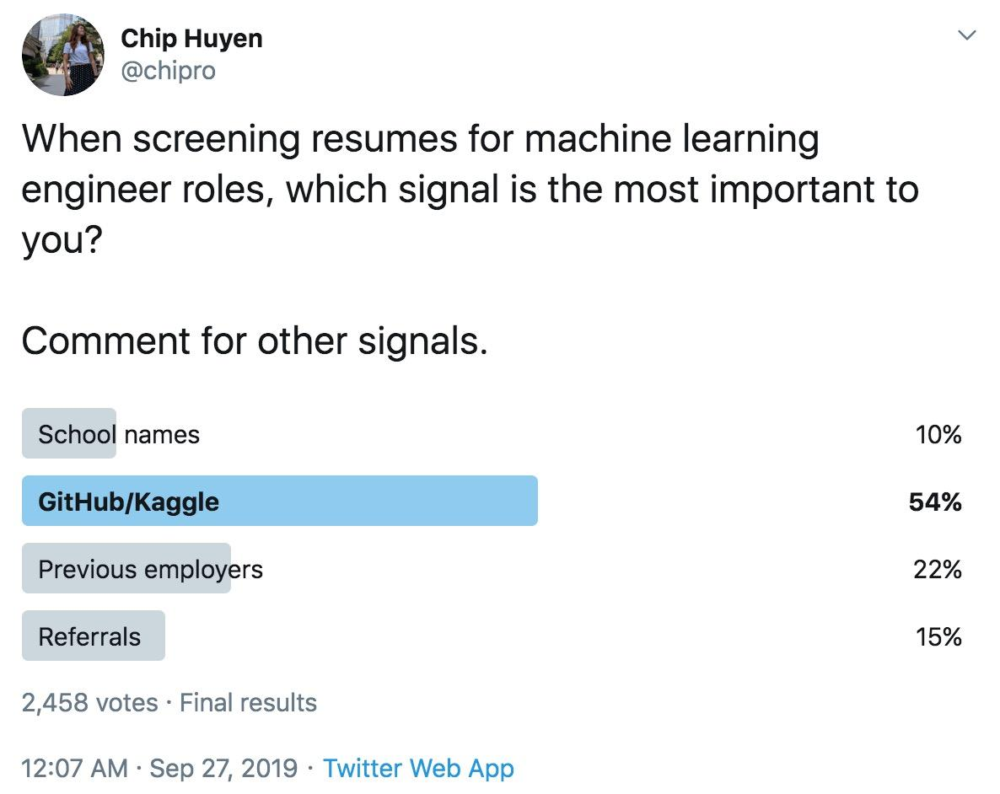 Chip Huyen
@chipro
When screening resumes for machine learning
engineer roles, which signal is the most important to
you?
Comment for other signals.
School names 10%
GitHub/Kaggle 54%
Previous employers 22%
Referrals 15%
2,458 votes · Final results
12:07 AM · Sep 27, 2019 · Twitter Web App